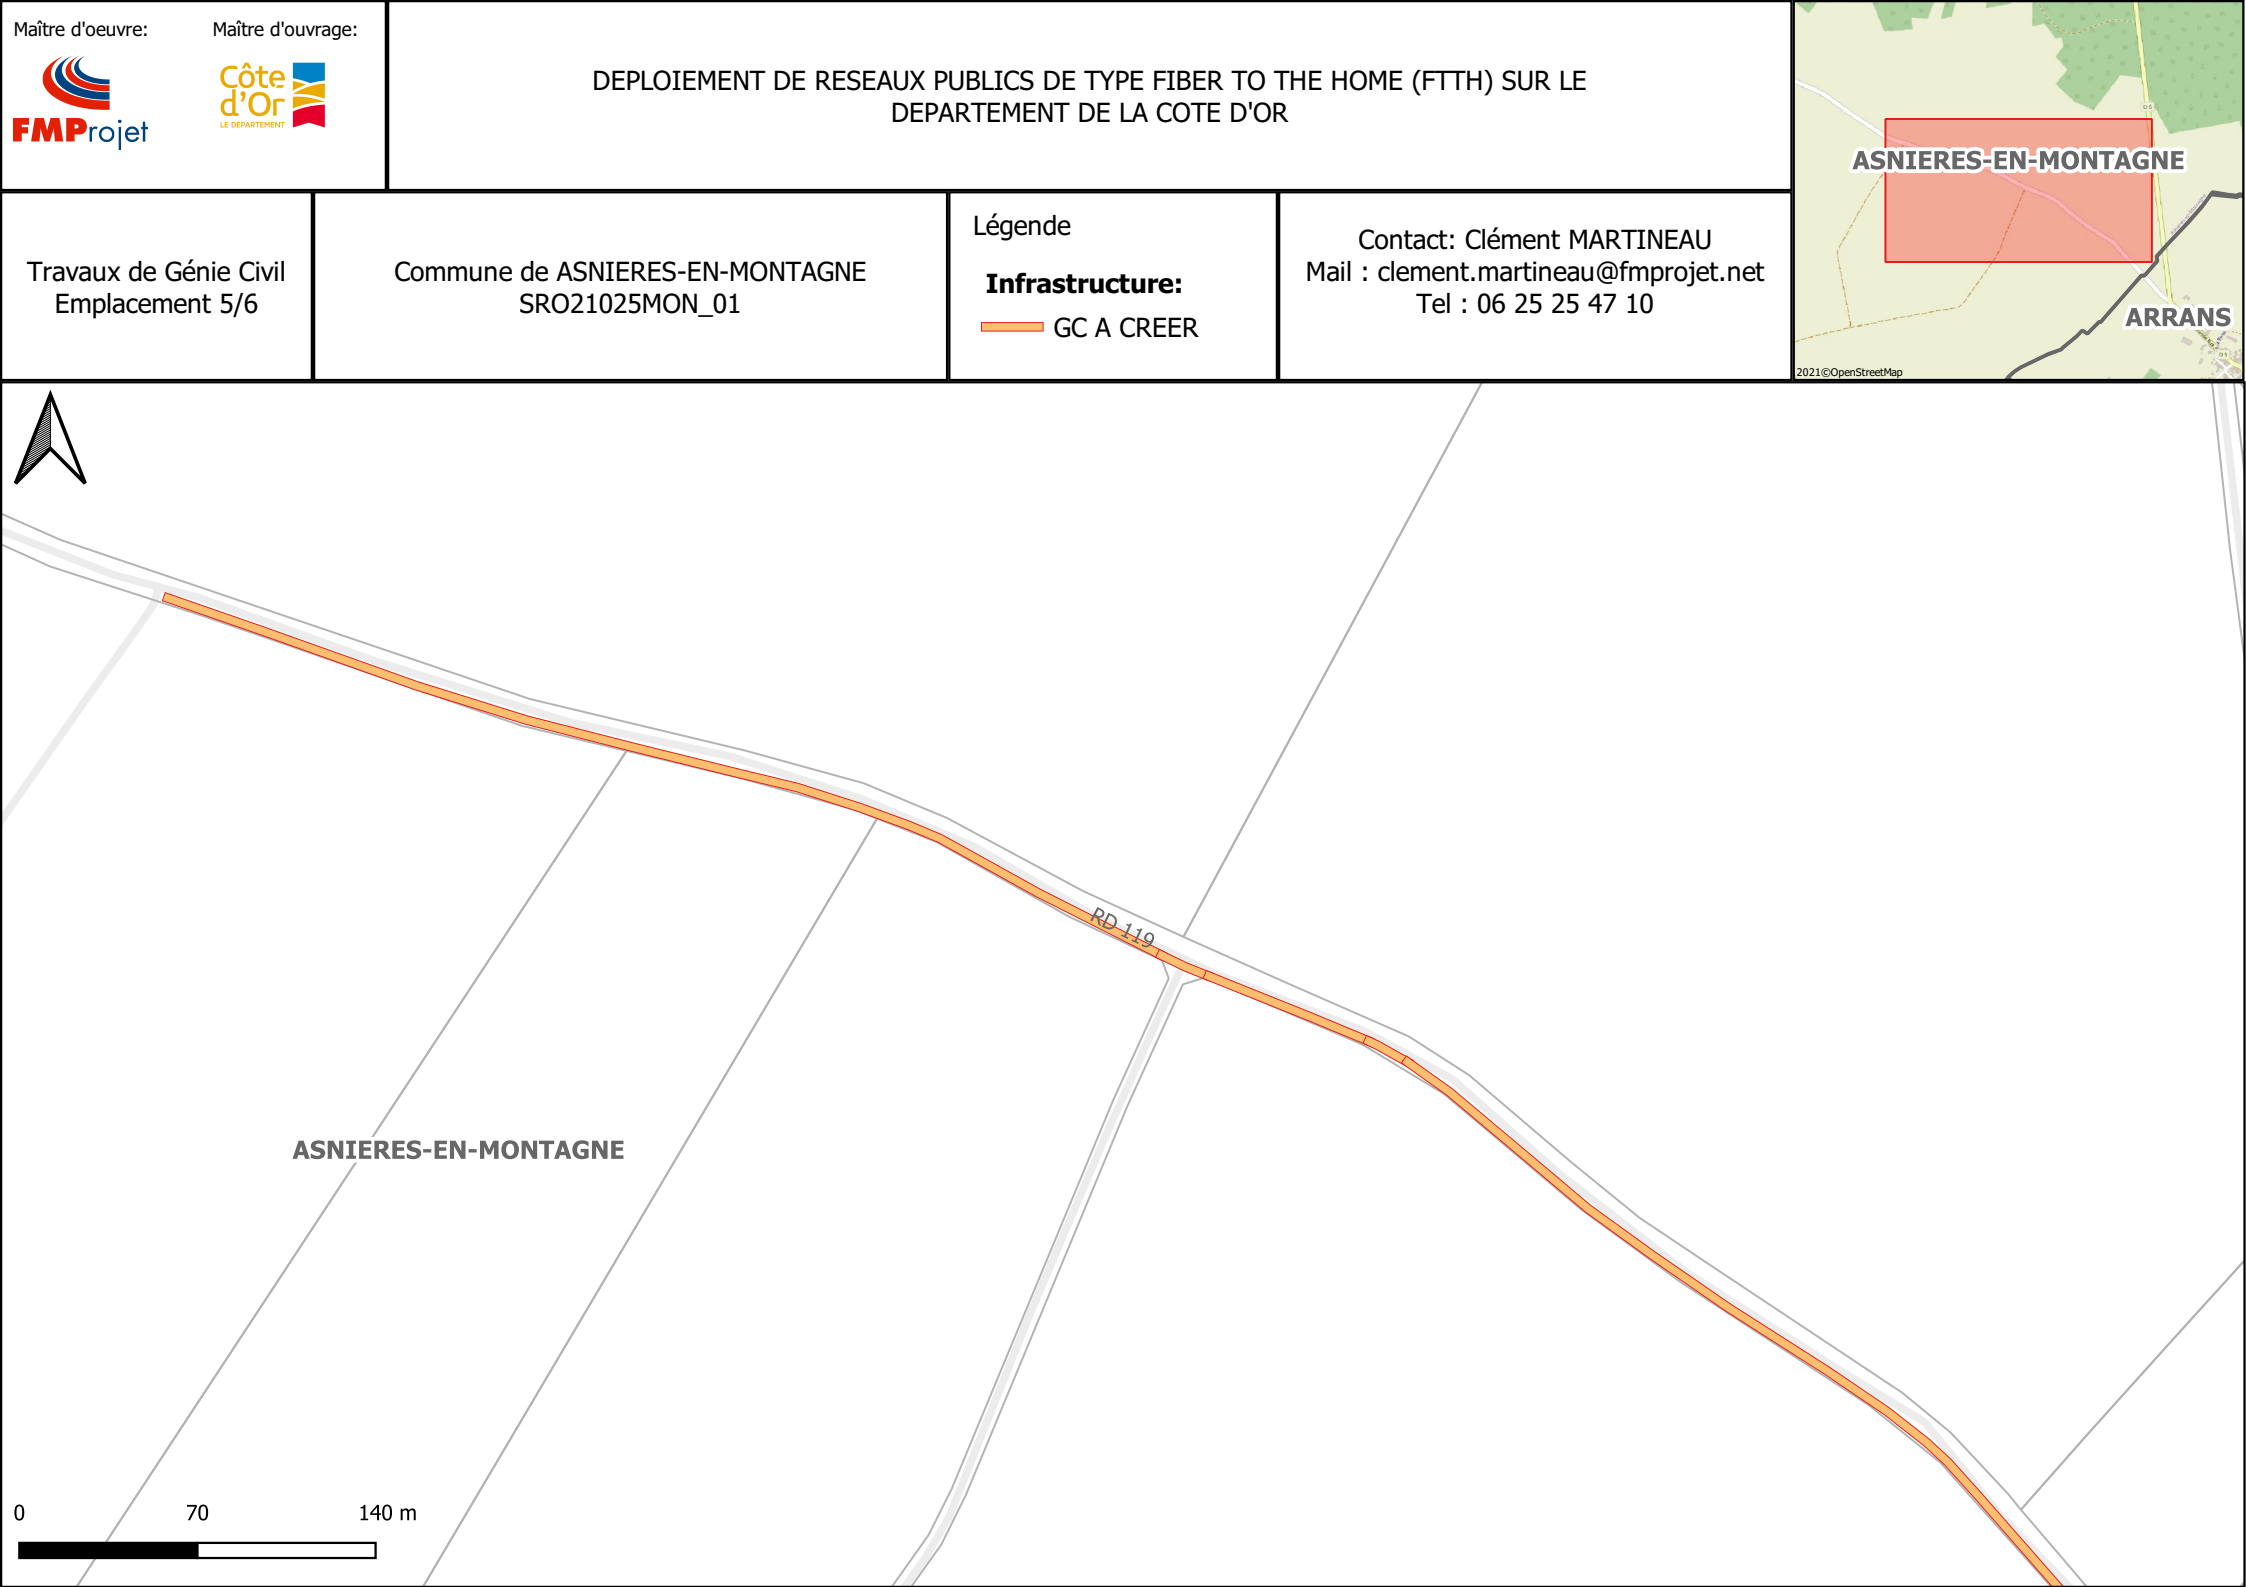 Maître d'oeuvre:
Maître d'ouvrage:
FMProjet
Côte
d'Or
LE DÉPARTEMENT
DEPLOIEMENT DE RESEAUX PUBLICS DE TYPE FIBER TO THE HOME (FTTH) SUR LE
DEPARTEMENT DE LA COTE D'OR
Travaux de Génie Civil
Emplacement 5/6
Commune de ASNIERES-EN-MONTAGNE
SRO21025MON_01
Légende
Infrastructure:
GC A CREER
Contact: Clément MARTINEAU
Mail : clement.martineau@fmprojet.net
Tel : 06 25 25 47 10
D 5
ASNIERES-EN-MONTAGNE
ARRANS
D 5
2021©OpenStreetMap
RD 119
ASNIERES-EN-MONTAGNE
0 70 140 m